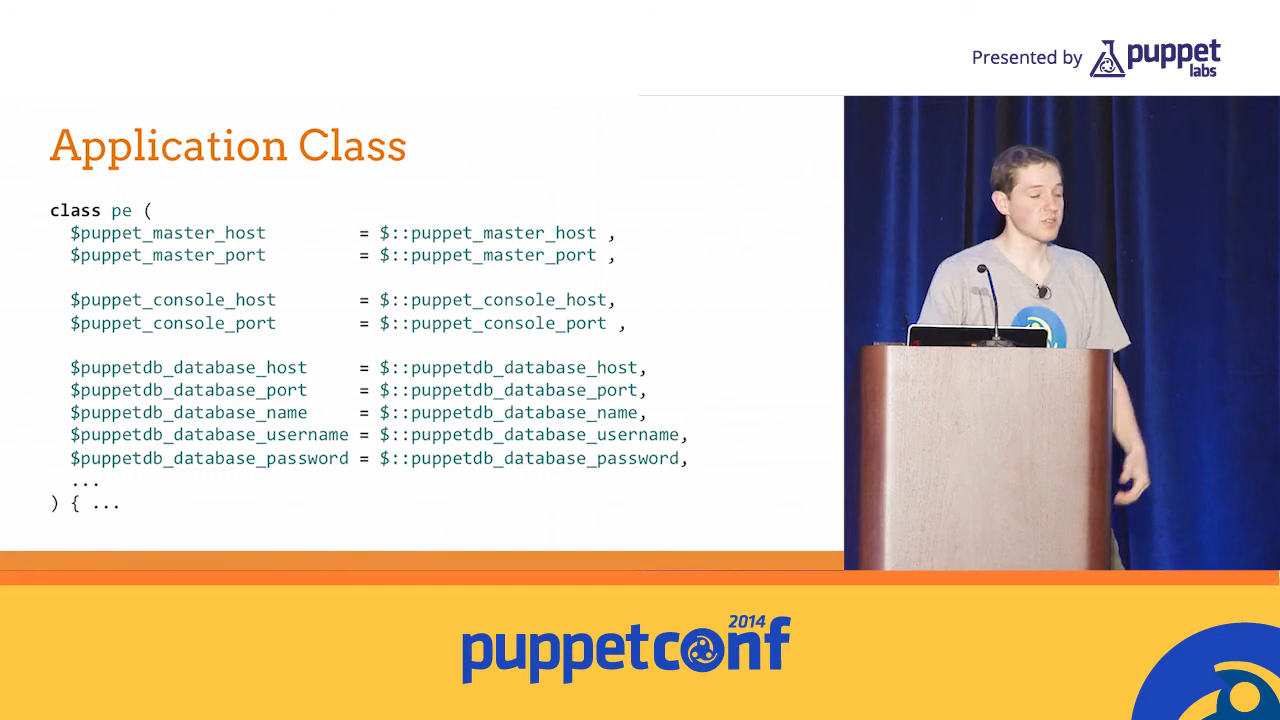 Presented by puppet labs
Application Class
class pe (
$puppet_master_host = $::puppet_master_host ,
$puppet_master_port = $::puppet_master_port ,
$puppet_console_host = $::puppet_console_host,
$puppet_console_port = $::puppet_console_port ,
$puppetdb_database_host = $::puppetdb_database_host,
$puppetdb_database_port = $::puppetdb_database_port,
$puppetdb_database_name = $::puppetdb_database_name,
$puppetdb_database_username = $::puppetdb_database_username,
$puppetdb_database_password = $::puppetdb_database_password,
...
) { ...
2014
puppetconf